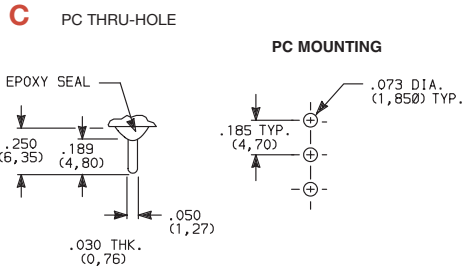 C PC THRU-HOLE
PC MOUNTING
EPOXY SEAL
.250
(6,35)
.189
(4,80)
.050
(1,27)
.030 THK.
(0,76)
.073 DIA.
(1,850) TYP.
.185 TYP.
(4,70)